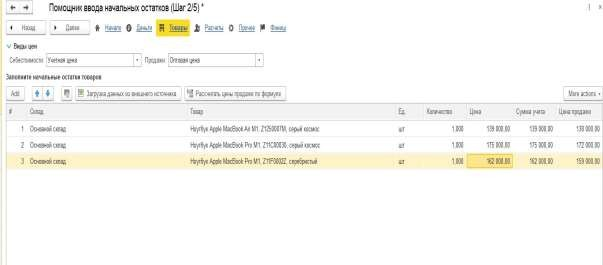 Помощник ввода начальных остатков (Шаг 2/5) *
Назад Далее Начало Деньги Товары Расчеты Прочее Финиш
Виды цен
Себестоимости: Учетная цена Продажи: Оптовая цена
Заполните начальные остатки товаров
Add Загрузка данных из внешнего источника Рассчитать цены продажи по формуле More actions
# Склад Товар Ед. Количество Цена Сумма учета Цена продажи
1 Основной склад Ноутбук Apple MacBook Air M1, Z1250007M, серый космос шт 1,000 139 000,00 139 000,00 130 000,00
2 Основной склад Ноутбук Apple MacBook Pro M1, Z11C00030, серый космос шт 1,000 175 000,00 175 000,00 172 000,00
3 Основной склад Ноутбук Apple MacBook Pro M1, Z11F0002Z, серебристый шт 1,000 162 000,00 162 000,00 159 000,00